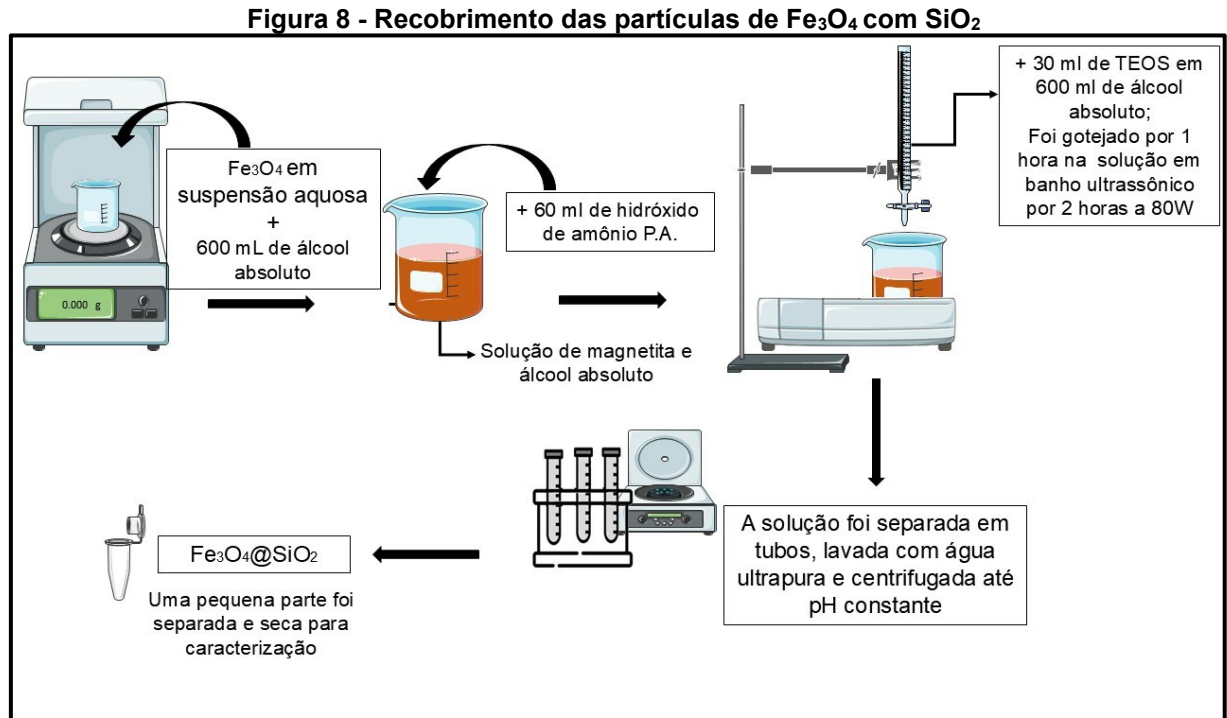 Figura 8 - Recobrimento das partículas de Fe₃O₄ com SiO₂
Fe₃O₄ em
suspensão aquosa
+
600 mL de álcool
absoluto
0.000 g
+ 60 ml de hidróxido
de amônio P.A.
Solução de magnetita e
álcool absoluto
+ 30 ml de TEOS em
600 ml de álcool
absoluto;
Foi gotejado por 1
hora na solução em
banho ultrassônico
por 2 horas a 80W
A solução foi separada em
tubos, lavada com água
ultrapura e centrifugada até
pH constante
Fe₃O₄@SiO₂
Uma pequena parte foi
separada e seca para
caracterização